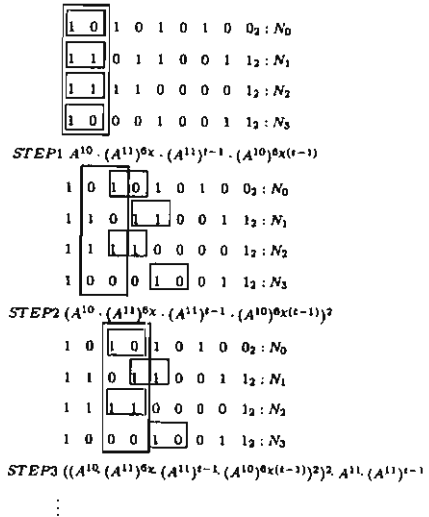 1 0 1 0 1 0 1 0 0₂ : N₀
1 1 0 1 1 0 0 1 1₂ : N₁
1 1 1 1 0 0 0 0 1₂ : N₂
1 0 0 0 1 0 0 1 1₂ : N₃
STEP1 A¹⁰ · (A¹¹)⁶ˣ · (A¹¹)ᵗ⁻¹ · (A¹⁰)⁶ˣ⁽ᵗ⁻¹⁾
1 0 1 0 1 0 1 0 0₂ : N₀
1 1 0 1 1 0 0 1 1₂ : N₁
1 1 1 1 0 0 0 0 1₂ : N₂
1 0 0 0 1 0 0 1 1₂ : N₃
STEP2 (A¹⁰ · (A¹¹)⁶ˣ · (A¹¹)ᵗ⁻¹ · (A¹⁰)⁶ˣ⁽ᵗ⁻¹⁾)²
1 0 1 0 1 0 1 0 0₂ : N₀
1 1 0 1 1 0 0 1 1₂ : N₁
1 1 1 1 0 0 0 0 1₂ : N₂
1 0 0 0 1 0 0 1 1₂ : N₃
STEP3 ((A¹⁰· (A¹¹)⁶ˣ· (A¹¹)ᵗ⁻¹· (A¹⁰)⁶ˣ⁽ᵗ⁻¹⁾)²)²· A¹¹· (A¹¹)ᵗ⁻¹
⋮